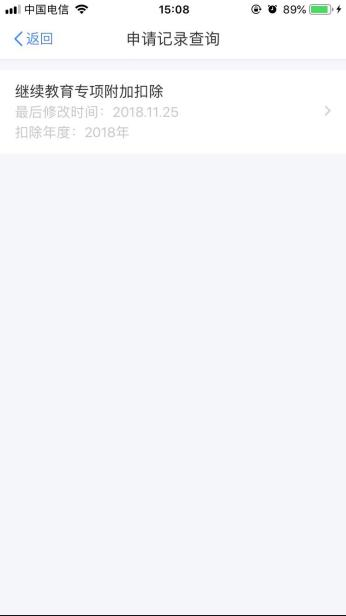 中国电信 15:08 89%
返回 申请记录查询
继续教育专项附加扣除
最后修改时间：2018.11.25
扣除年度：2018年